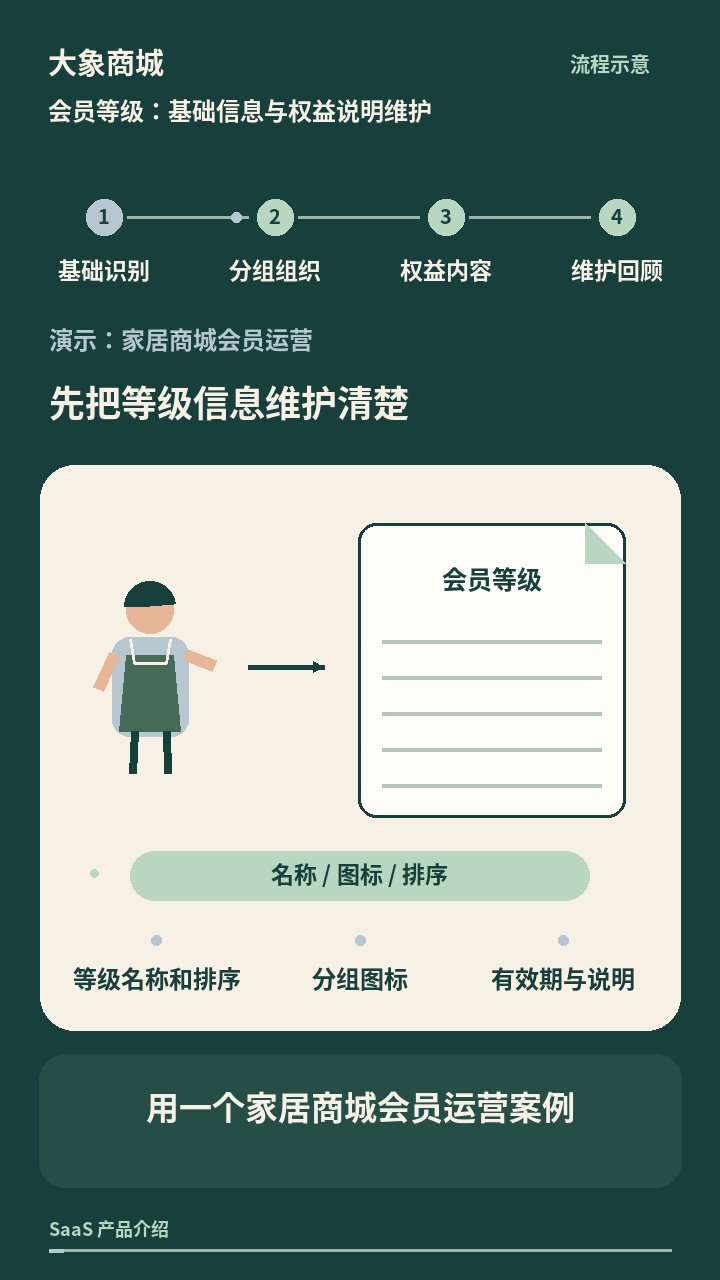 大象商城
流程示意
会员等级：基础信息与权益说明维护
1 2 3 4
基础识别 分组组织 权益内容 维护回顾
演示：家居商城会员运营
先把等级信息维护清楚
会员等级
名称 / 图标 / 排序
等级名称和排序 分组图标 有效期与说明
用一个家居商城会员运营案例
SaaS 产品介绍